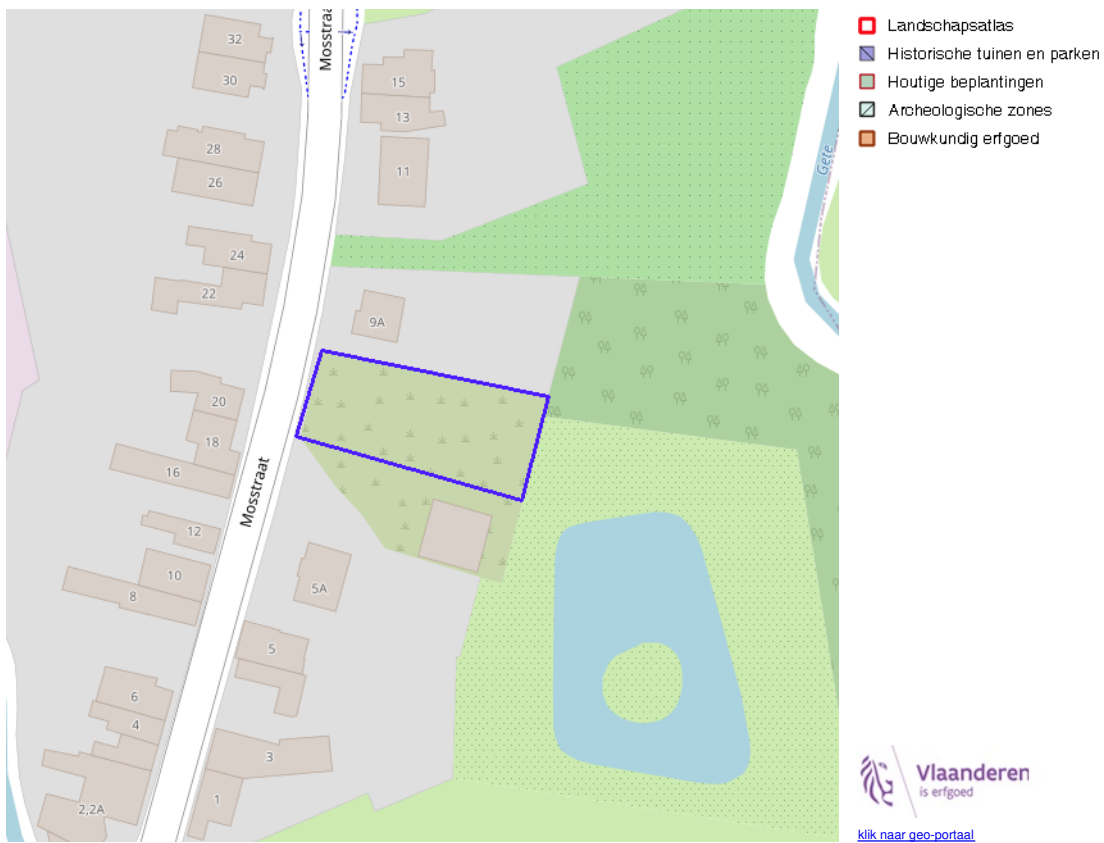 Landschapsatlas
Historische tuinen en parken
Houtige beplantingen
Archeologische zones
Bouwkundig erfgoed
Mosstraat
32
30
15
13
11
28
26
Gete
24
22
9A
20
18
16
Mosstraat
12
10
8
5A
5
6
4
3
2,2A
1
Vlaanderen
is erfgoed
klik naar geo-portaal